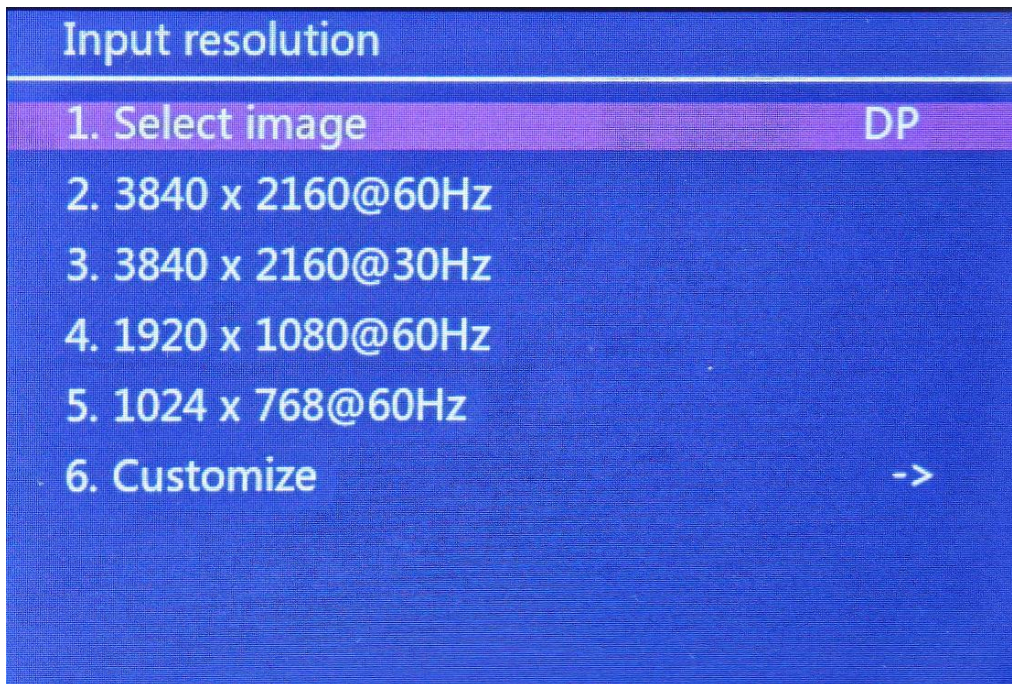 Input resolution
1. Select image DP
2. 3840 x 2160@60Hz
3. 3840 x 2160@30Hz
4. 1920 x 1080@60Hz
5. 1024 x 768@60Hz
6. Customize ->